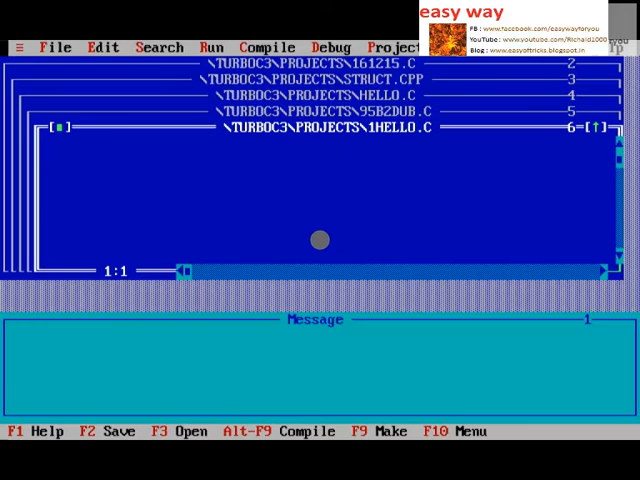 easy way
FB : www.facebook.com/easywayforyou
YouTube : www.youtube.com/Richaid1000
Blog : www.easyoftricks.blogspot.in
≡ File Edit Search Run Compile Debug Project
\TURBOC3\PROJECTS\161215.C 2
\TURBOC3\PROJECTS\STRUCT.CPP 3
\TURBOC3\PROJECTS\HELLO.C 4
\TURBOC3\PROJECTS\95B2DUB.C 5
[■] \TURBOC3\PROJECTS\1HELLO.C 6=[↑]
1:1
Message 1
F1 Help F2 Save F3 Open Alt-F9 Compile F9 Make F10 Menu